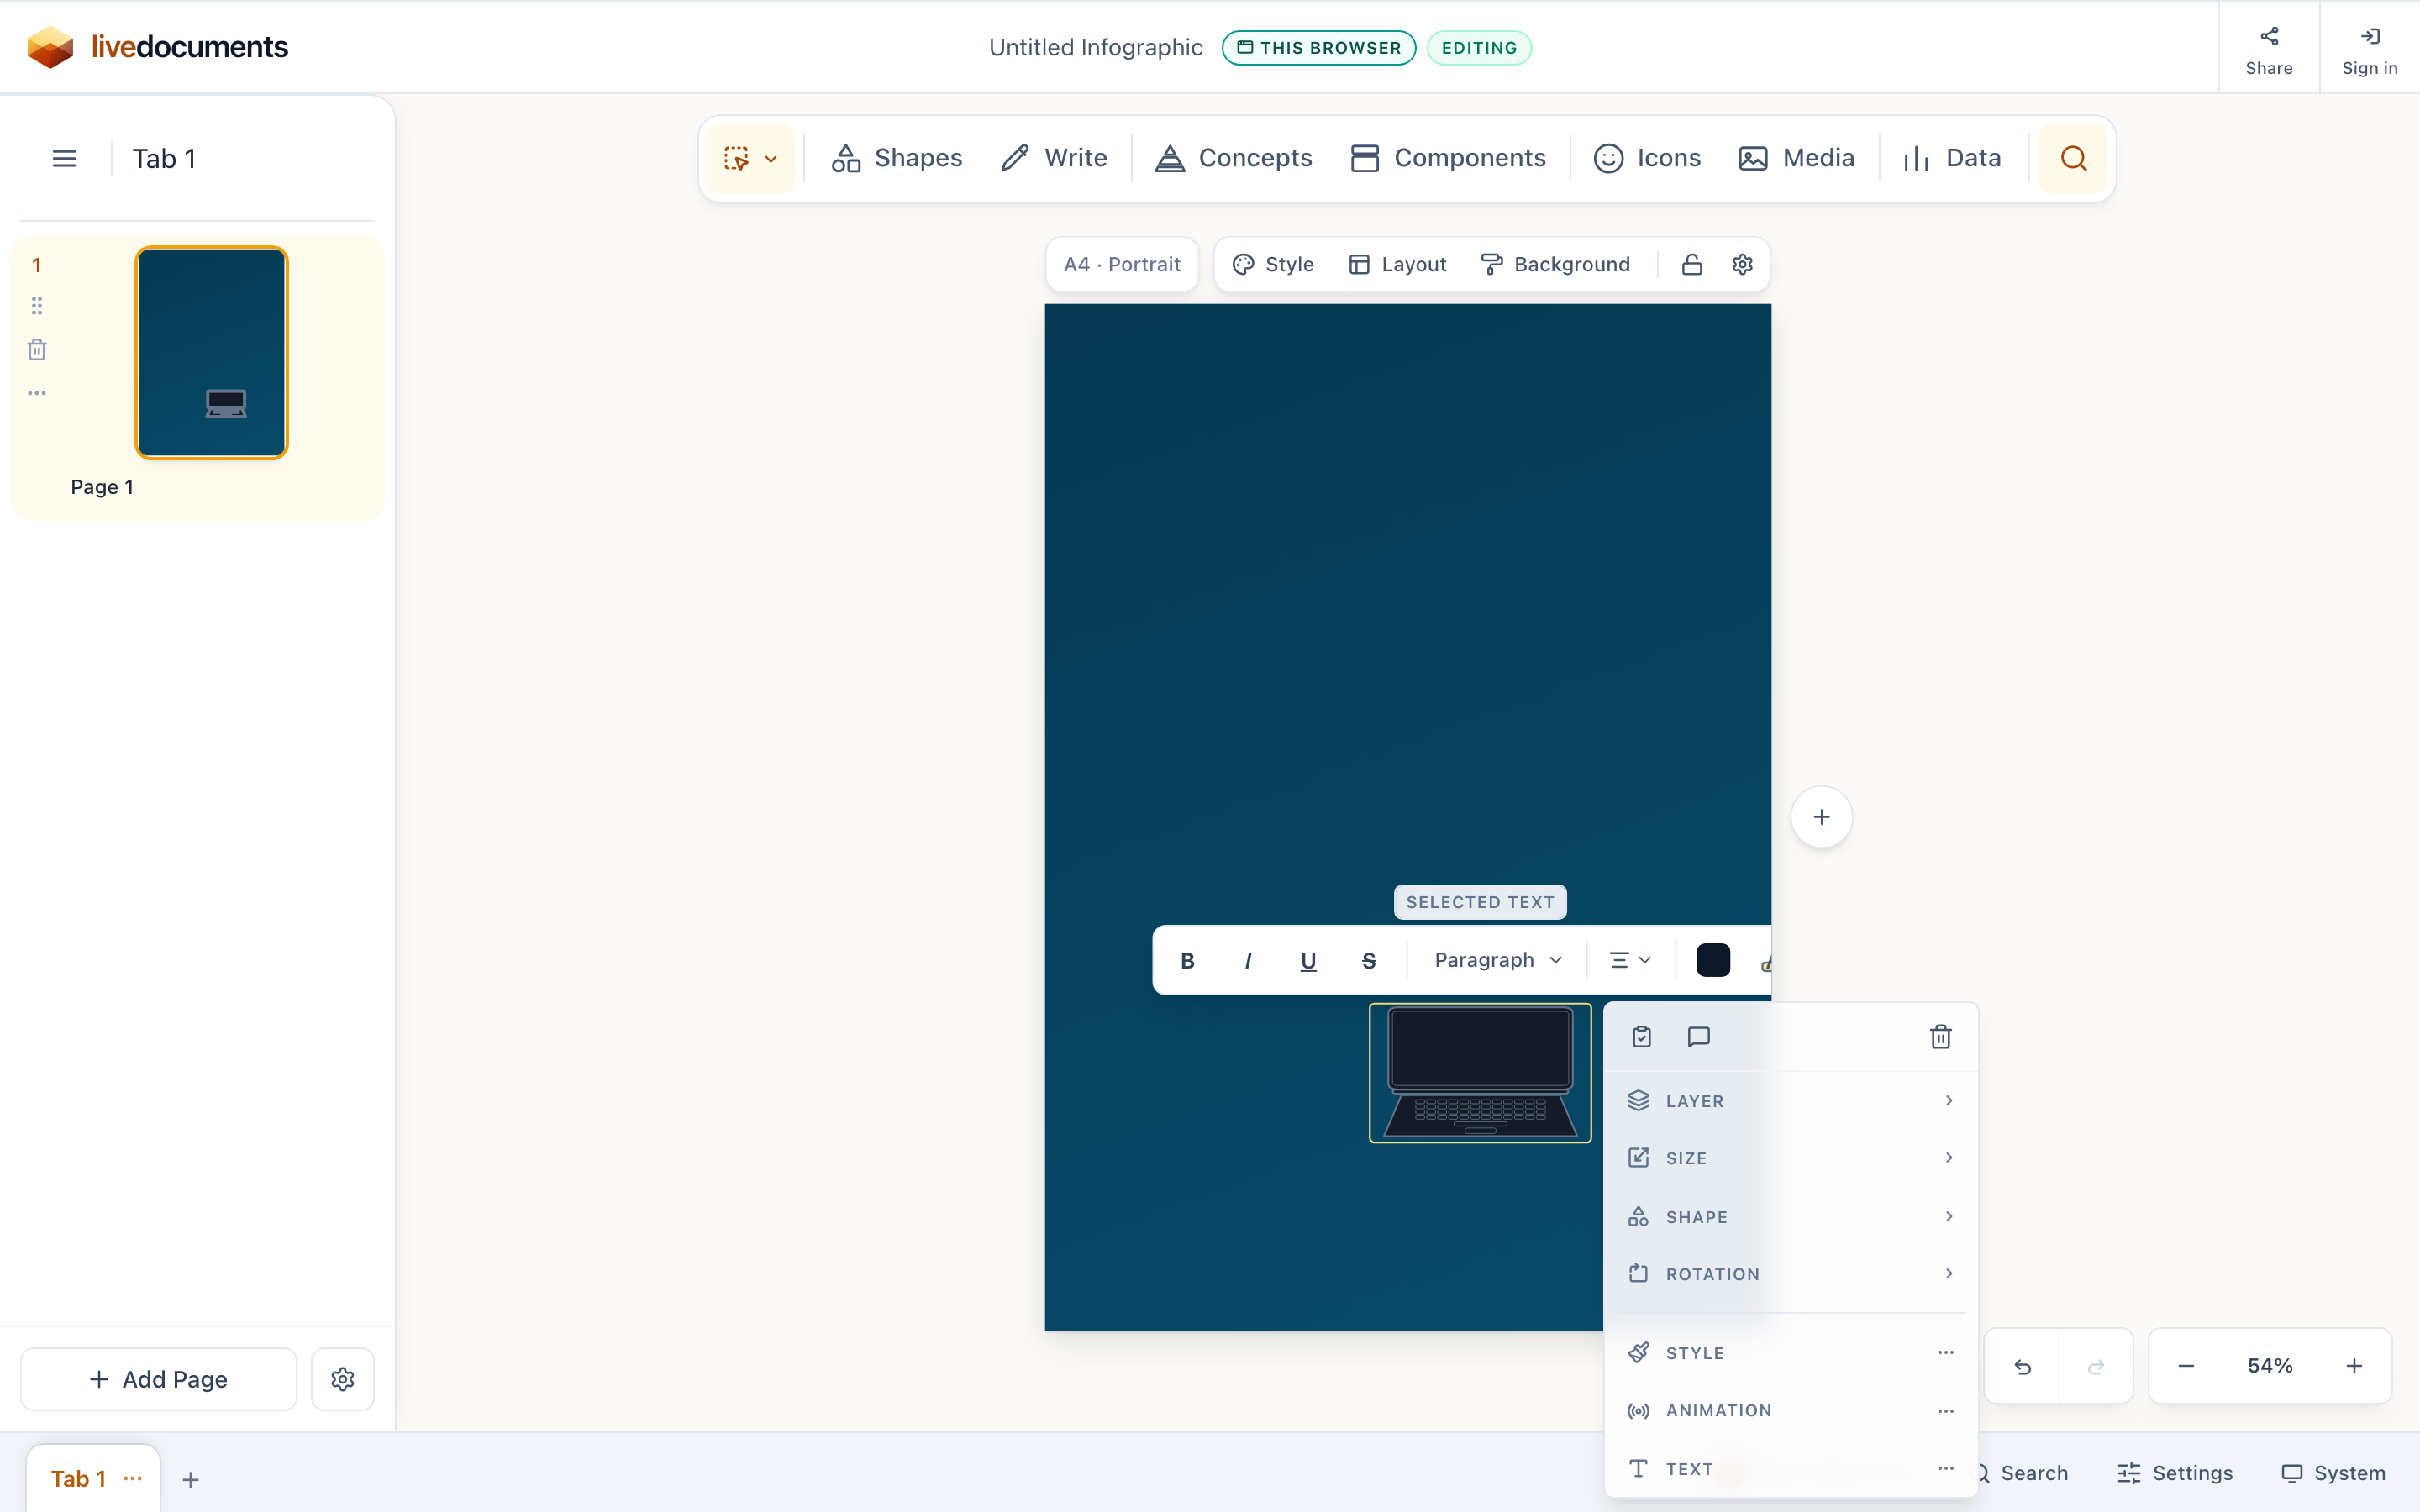 livedocuments
Untitled Infographic
THIS BROWSER
EDITING
Share
Sign in
Tab 1
Shapes
Write
Concepts
Components
Icons
Media
Data
1
Page 1
A4 · Portrait
Style
Layout
Background
SELECTED TEXT
B I U S
Paragraph
LAYER
SIZE
SHAPE
ROTATION
STYLE
ANIMATION
TEXT
Add Page
54%
Tab 1
Search
Settings
System